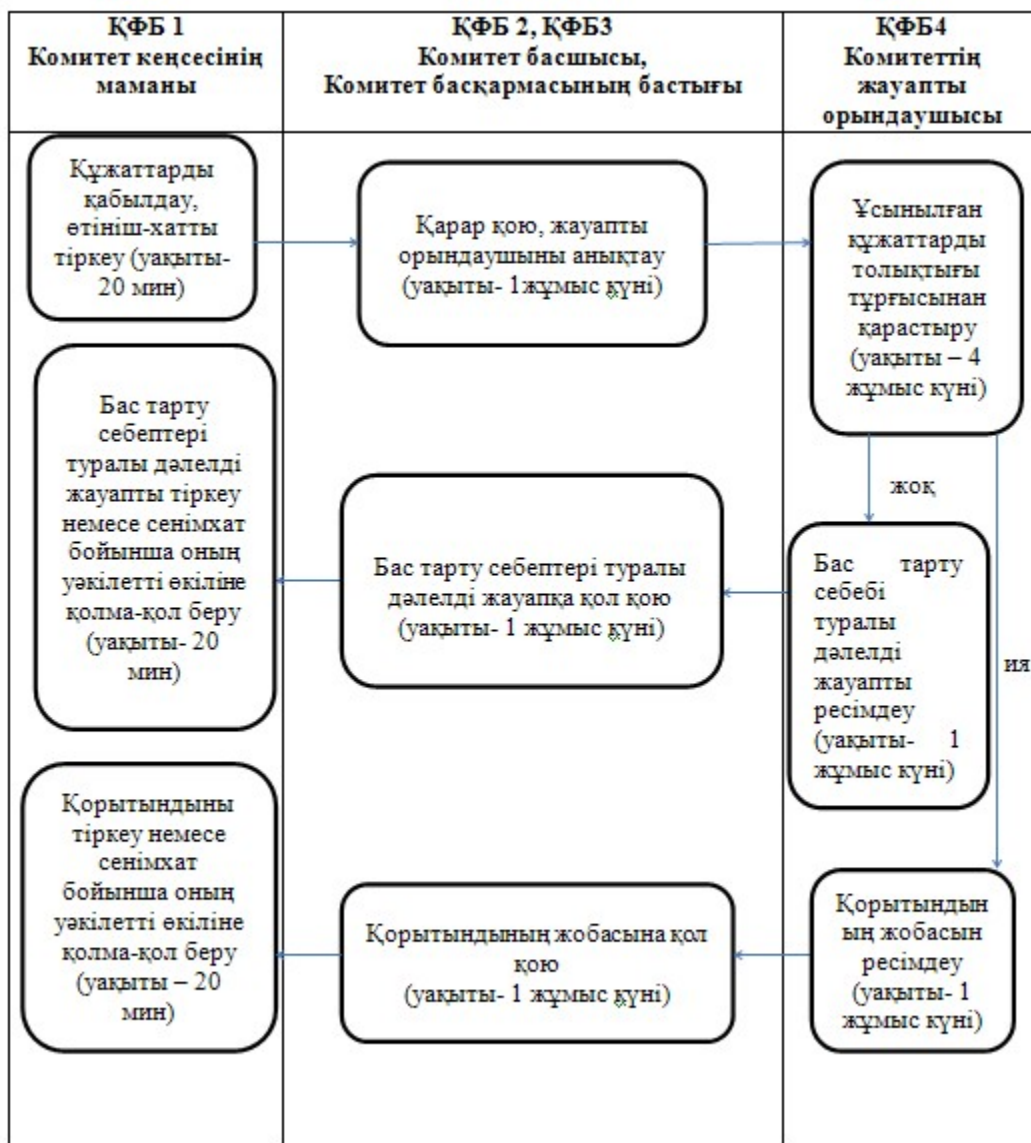 ҚФБ 1
Комитет кеңсесінің
маманы
ҚФБ 2, ҚФБ3
Комитет басшысы,
Комитет басқармасының бастығы
ҚФБ4
Комитеттің
жауапты
орындаушысы
Құжаттарды
қабылдау,
өтініш-хатты
тіркеу (уақыты-
20 мин)
Қарар қою, жауапты
орындаушыны анықтау
(уақыты- 1жұмыс күні)
Ұсынылған
құжаттарды
толықтығы
тұрғысынан
қарастыру
(уақыты – 4
жұмыс күні)
жоқ
ия
Бас тарту
себептері
туралы дәлелді
жауапты тіркеу
немесе сенімхат
бойынша оның
уәкілетті өкіліне
қолма-қол беру
(уақыты- 20
мин)
Бас тарту себептері туралы
дәлелді жауапқа қол қою
(уақыты- 1 жұмыс күні)
Бас тарту
себебі
туралы
дәлелді
жауапты
ресімдеу
(уақыты- 1
жұмыс күні)
Қорытындыны
тіркеу немесе
сенімхат
бойынша оның
уәкілетті өкіліне
қолма-қол беру
(уақыты – 20
мин)
Қорытындының жобасына қол
қою
(уақыты- 1 жұмыс күні)
Қорытындын
ың жобасын
ресімдеу
(уақыты- 1
жұмыс күні)